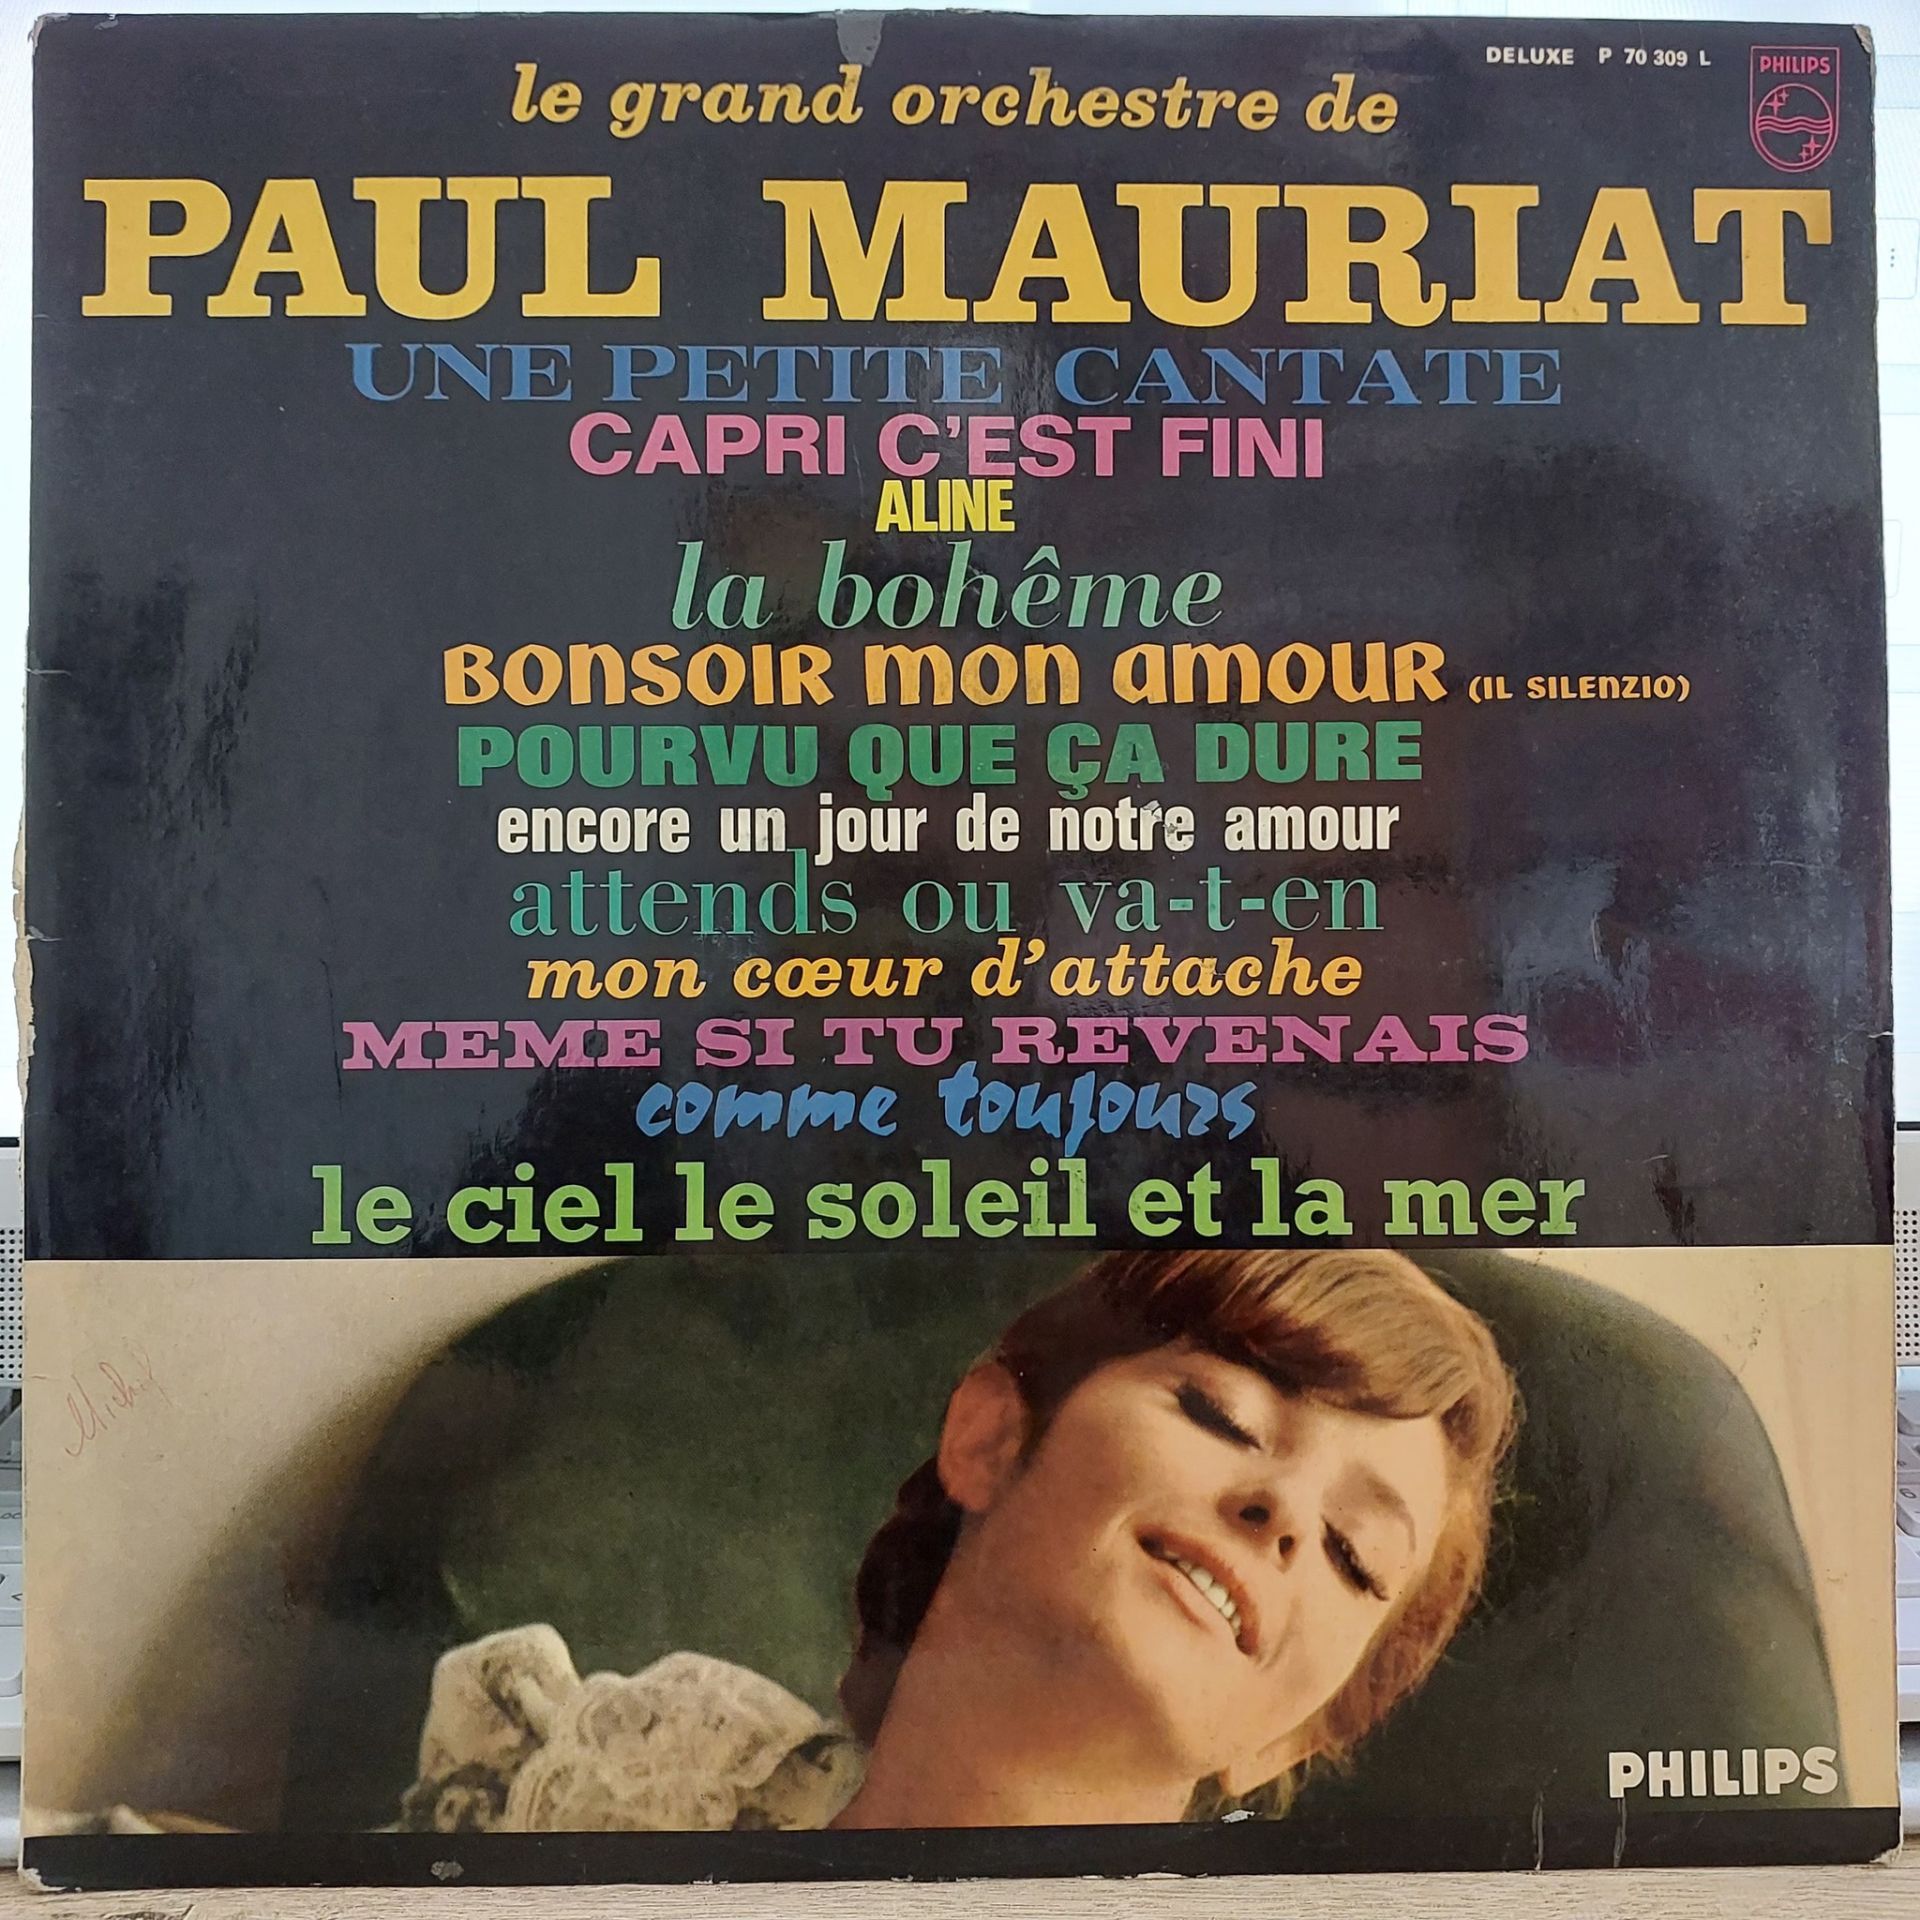 DELUXE P 70 309 L
PHILIPS
le grand orchestre de
PAUL MAURIAT
UNE PETITE CANTATE
CAPRI C'EST FINI
ALINE
la bohême
BONSOIR MON AMOUR (IL SILENZIO)
POURVU QUE ÇA DURE
encore un jour de notre amour
attends ou va-t-en
mon cœur d'attache
MEME SI TU REVENAIS
comme toujours
le ciel le soleil et la mer
PHILIPS